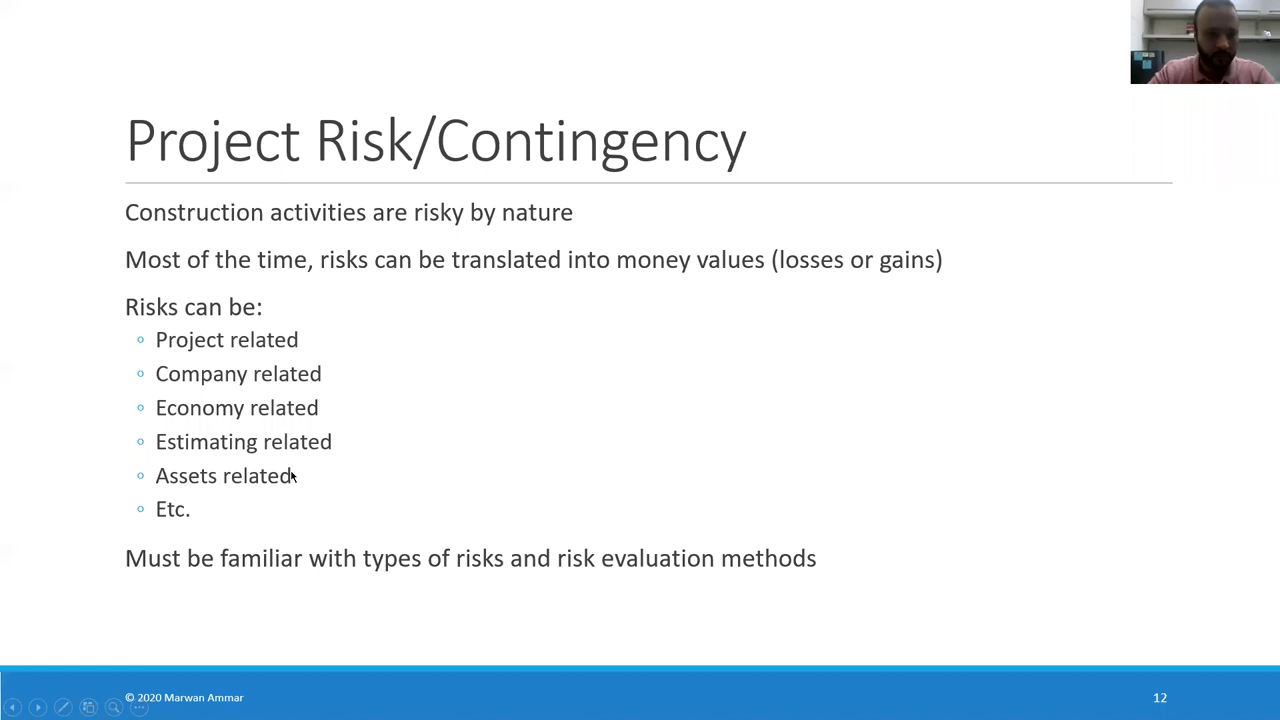 Project Risk/Contingency
Construction activities are risky by nature
Most of the time, risks can be translated into money values (losses or gains)
Risks can be:
Project related
Company related
Economy related
Estimating related
Assets related
Etc.
Must be familiar with types of risks and risk evaluation methods
© 2020 Marwan Ammar
12